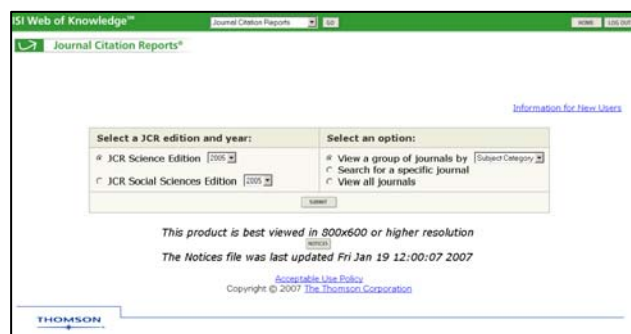 ISI Web of Knowledge℠ Journal Citation Reports GO HOME LOG OUT
Journal Citation Reports®
Information for New Users
Select a JCR edition and year: Select an option:
JCR Science Edition 2005 View a group of journals by Subject Category
Search for a specific journal
JCR Social Sciences Edition 2005 View all journals
SUBMIT
This product is best viewed in 800x600 or higher resolution
NOTICES
The Notices file was last updated Fri Jan 19 12:00:07 2007
Acceptable Use Policy
Copyright © 2007 The Thomson Corporation
THOMSON